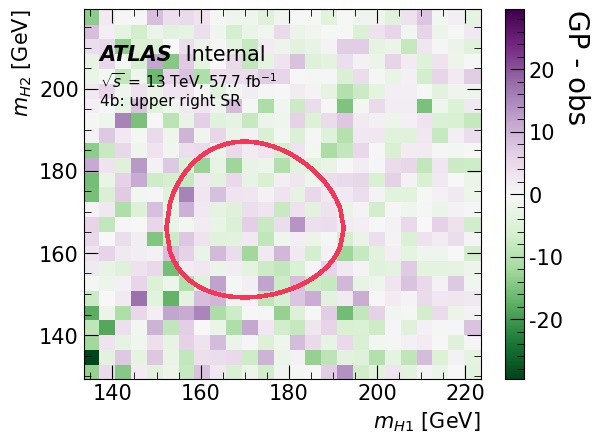 ATLAS Internal
√s = 13 TeV, 57.7 fb⁻¹
4b: upper right SR
m_H2 [GeV]
200
180
160
140
140 160 180 200 220
m_H1 [GeV]
20
10
0
-10
-20
GP - obs